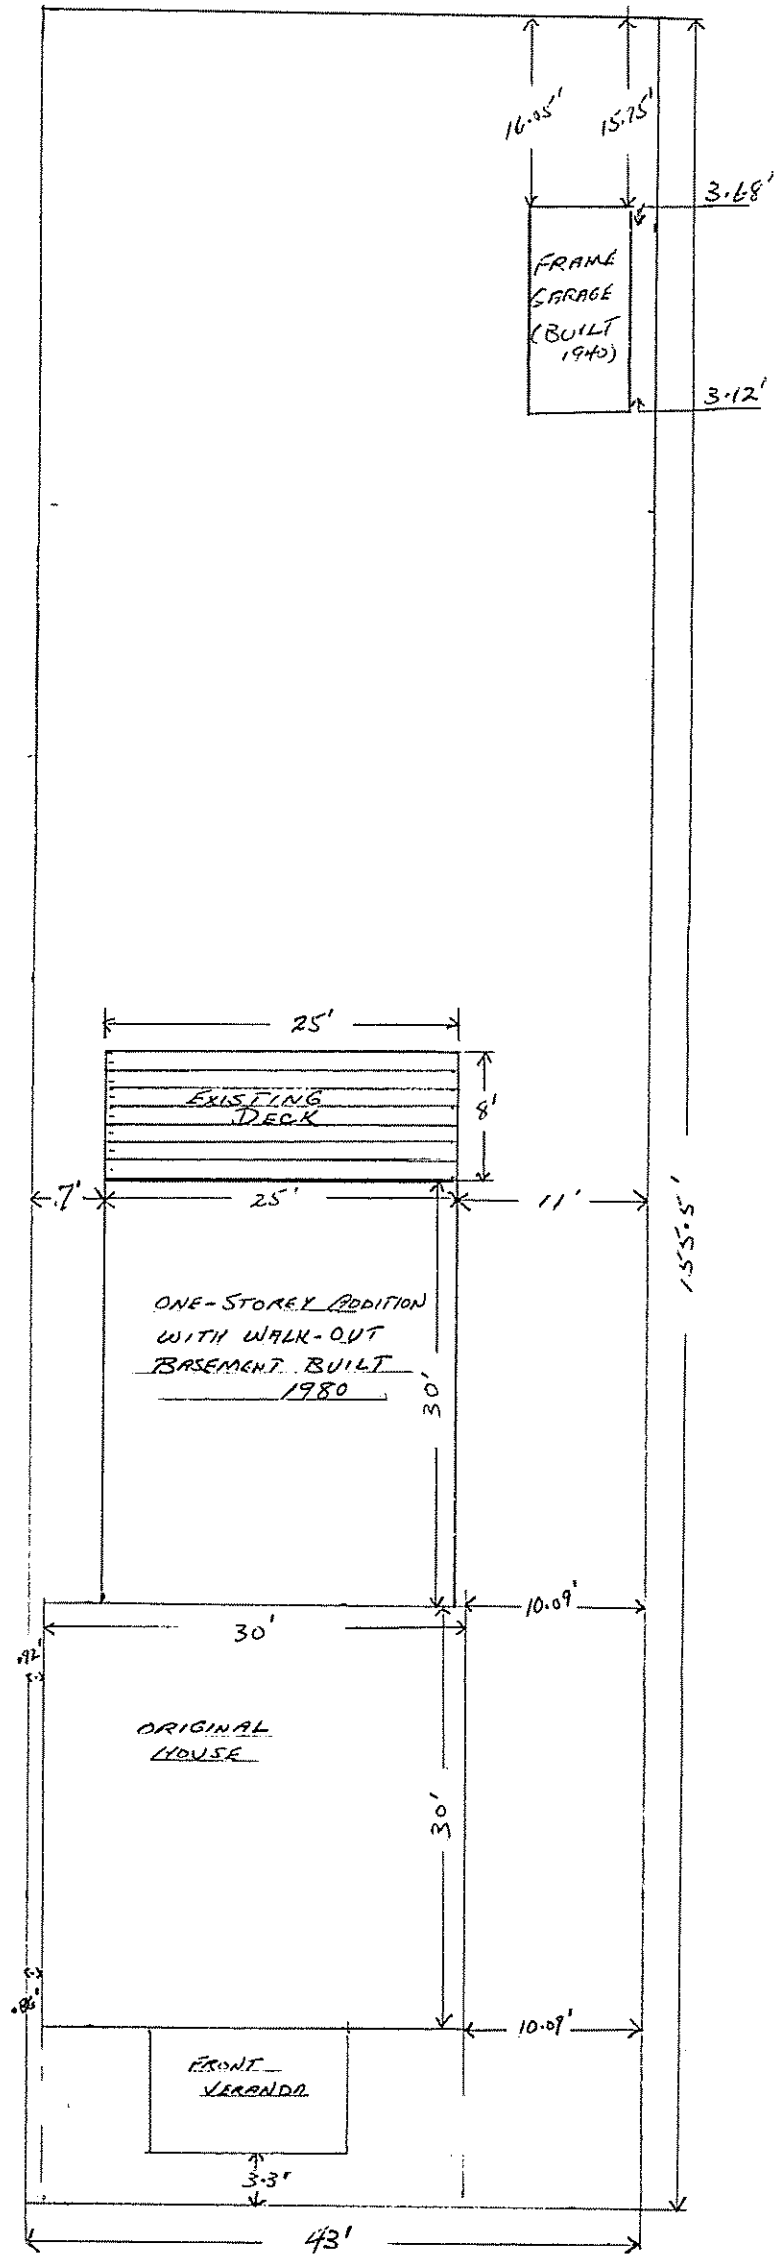 16.05'
15.75'
3.68'
FRAME
GARAGE
(BUILT
1940)
3.12'
25'
EXISTING
DECK
8'
7'
25'
11'
155.5'
ONE-STOREY ADDITION
WITH WALK-OUT
BASEMENT BUILT
1980
30'
10.09'
30'
.92'
ORIGINAL
HOUSE
30'
10.09'
FRONT
VERANDA
3.3'
43'